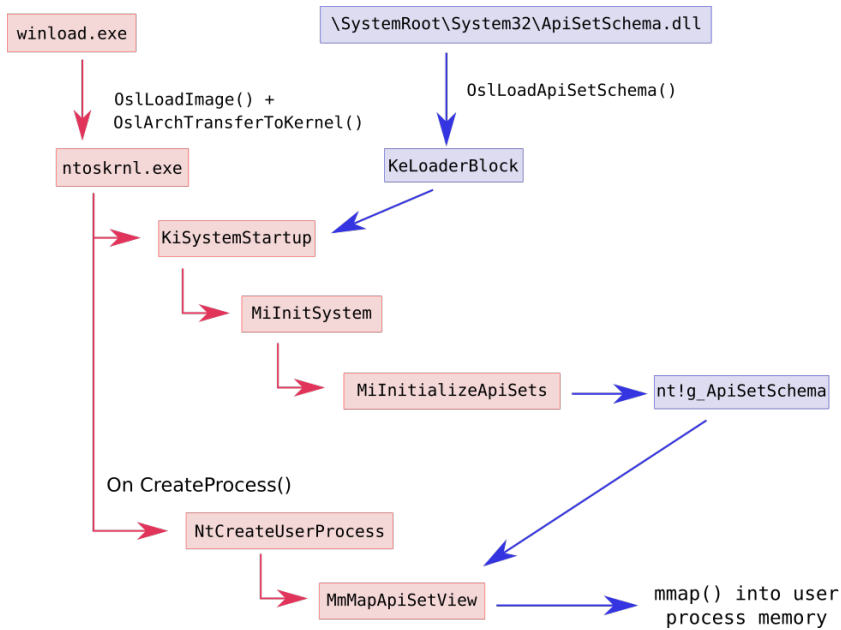 winload.exe
\SystemRoot\System32\ApiSetSchema.dll
OslLoadImage() +
OslArchTransferToKernel()
OslLoadApiSetSchema()
ntoskrnl.exe
KeLoaderBlock
KiSystemStartup
MiInitSystem
MiInitializeApiSets
nt!g_ApiSetSchema
On CreateProcess()
NtCreateUserProcess
MmMapApiSetView
mmap() into user
process memory